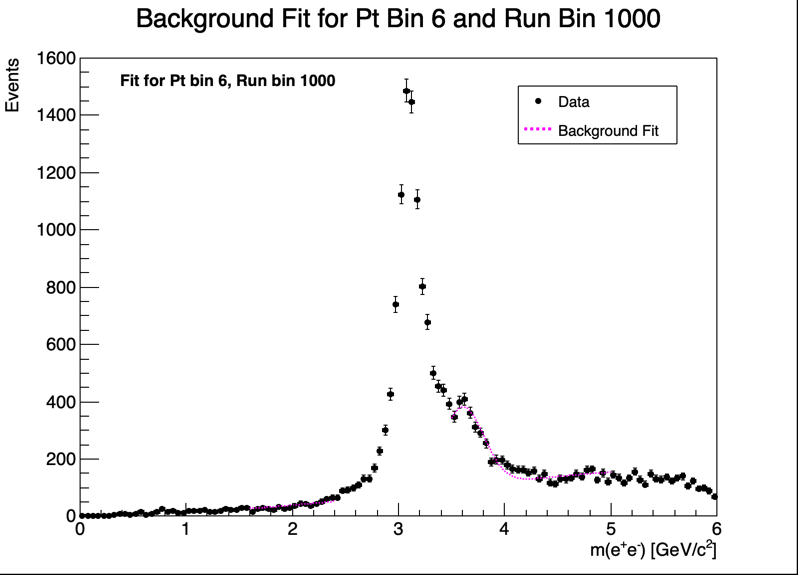 Background Fit for Pt Bin 6 and Run Bin 1000
Events
1600
1400
1200
1000
800
600
400
200
0
Fit for Pt bin 6, Run bin 1000
Data
Background Fit
0 1 2 3 4 5 6
m(e⁺e⁻) [GeV/c²]